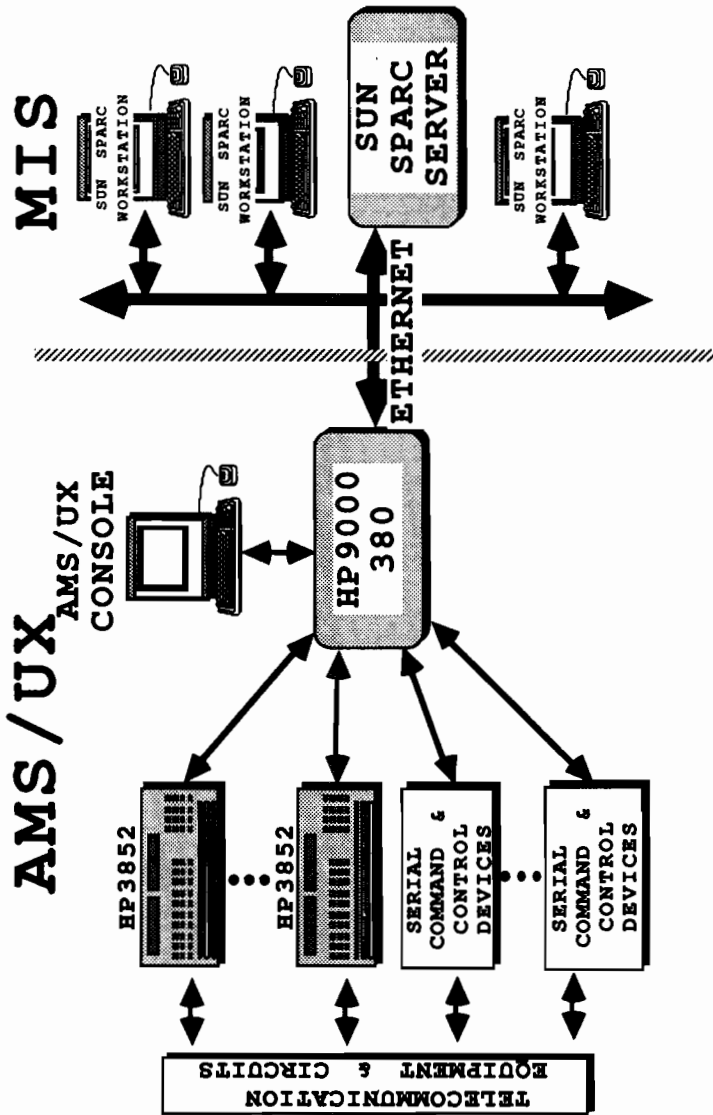 AMS/UX
MIS
AMS/UX
CONSOLE
HP3852
HP3852
SERIAL
COMMAND &
CONTROL
DEVICES
SERIAL
COMMAND &
CONTROL
DEVICES
TELECOMMUNICATION
EQUIPMENT & CIRCUITS
HP9000
380
ETHERNET
SUN SPARC
WORKSTATION
SUN SPARC
WORKSTATION
SUN
SPARC
SERVER
SUN SPARC
WORKSTATION